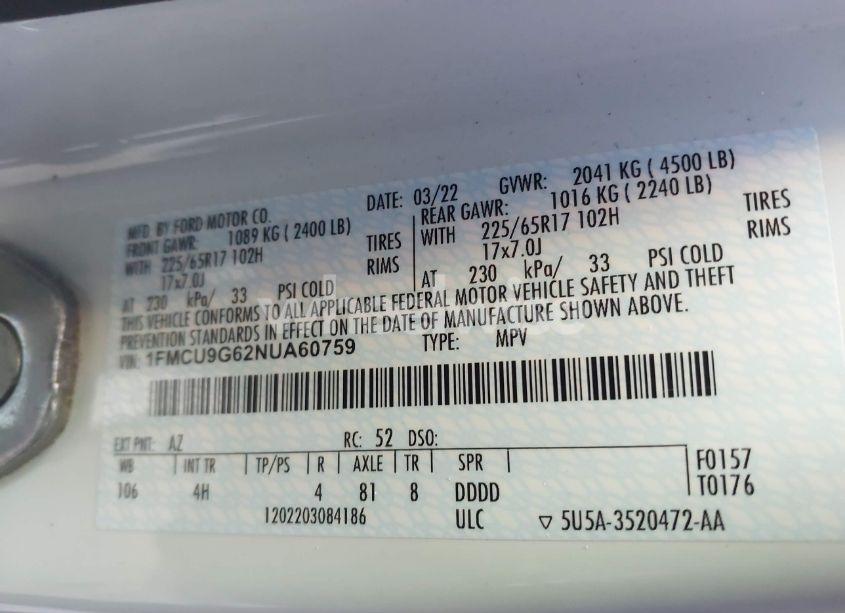 MFD. BY FORD MOTOR CO. DATE: 03/22 GVWR: 2041 KG ( 4500 LB)
FRONT GAWR: 1089 KG ( 2400 LB) REAR GAWR: 1016 KG ( 2240 LB)
WITH 225/65R17 102H TIRES WITH 225/65R17 102H TIRES
17x7.0J RIMS 17x7.0J RIMS
AT 230 kPa/ 33 PSI COLD AT 230 kPa/ 33 PSI COLD
THIS VEHICLE CONFORMS TO ALL APPLICABLE FEDERAL MOTOR VEHICLE SAFETY AND THEFT
PREVENTION STANDARDS IN EFFECT ON THE DATE OF MANUFACTURE SHOWN ABOVE.
VIN: 1FMCU9G62NUA60759 TYPE: MPV
EXT PNT: AZ RC: 52 DSO:
WB INT TR TP/PS R AXLE TR SPR F0157
106 4H 4 81 8 DDDD T0176
1202203084186 ULC ▽ 5U5A-3520472-AA